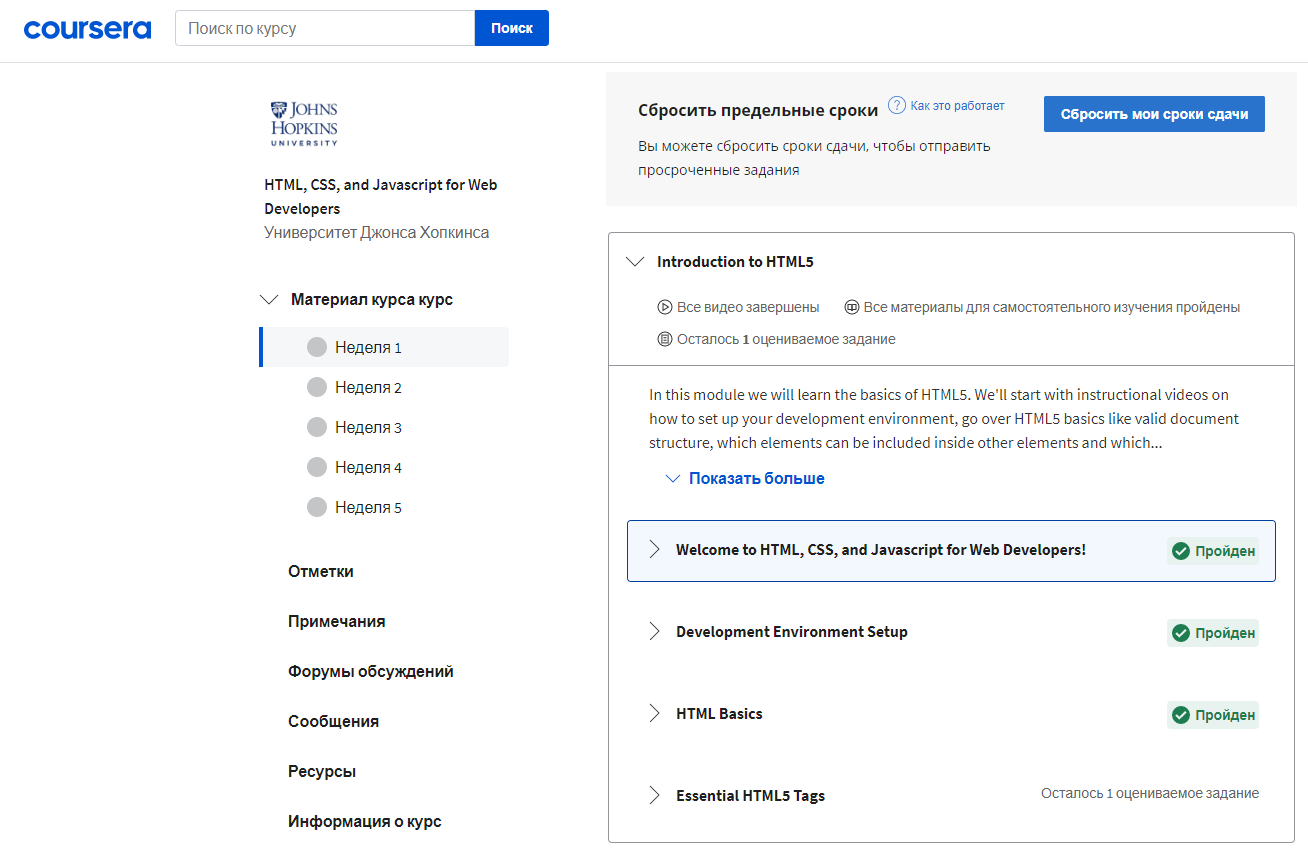 coursera
Поиск по курсу
Поиск
JOHNS
HOPKINS
UNIVERSITY
HTML, CSS, and Javascript for Web
Developers
Университет Джонса Хопкинса
Материал курса курс
Неделя 1
Неделя 2
Неделя 3
Неделя 4
Неделя 5
Отметки
Примечания
Форумы обсуждений
Сообщения
Ресурсы
Информация о курс
Сбросить предельные сроки
? Как это работает
Сбросить мои сроки сдачи
Вы можете сбросить сроки сдачи, чтобы отправить
просроченные задания
Introduction to HTML5
Все видео завершены
Все материалы для самостоятельного изучения пройдены
Осталось 1 оцениваемое задание
In this module we will learn the basics of HTML5. We'll start with instructional videos on
how to set up your development environment, go over HTML5 basics like valid document
structure, which elements can be included inside other elements and which...
Показать больше
Welcome to HTML, CSS, and Javascript for Web Developers!
Пройден
Development Environment Setup
Пройден
HTML Basics
Пройден
Essential HTML5 Tags
Осталось 1 оцениваемое задание